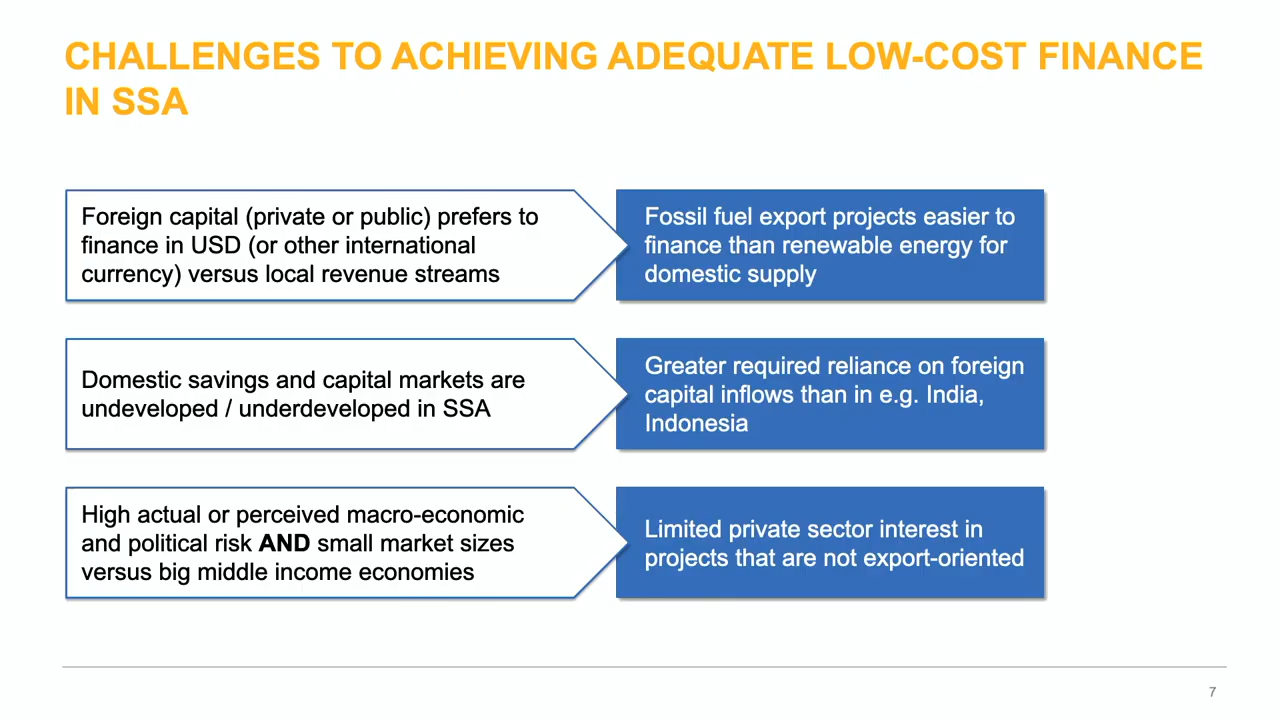 CHALLENGES TO ACHIEVING ADEQUATE LOW-COST FINANCE
IN SSA
Foreign capital (private or public) prefers to
finance in USD (or other international
currency) versus local revenue streams
Fossil fuel export projects easier to
finance than renewable energy for
domestic supply
Domestic savings and capital markets are
undeveloped / underdeveloped in SSA
Greater required reliance on foreign
capital inflows than in e.g. India,
Indonesia
High actual or perceived macro-economic
and political risk AND small market sizes
versus big middle income economies
Limited private sector interest in
projects that are not export-oriented
7